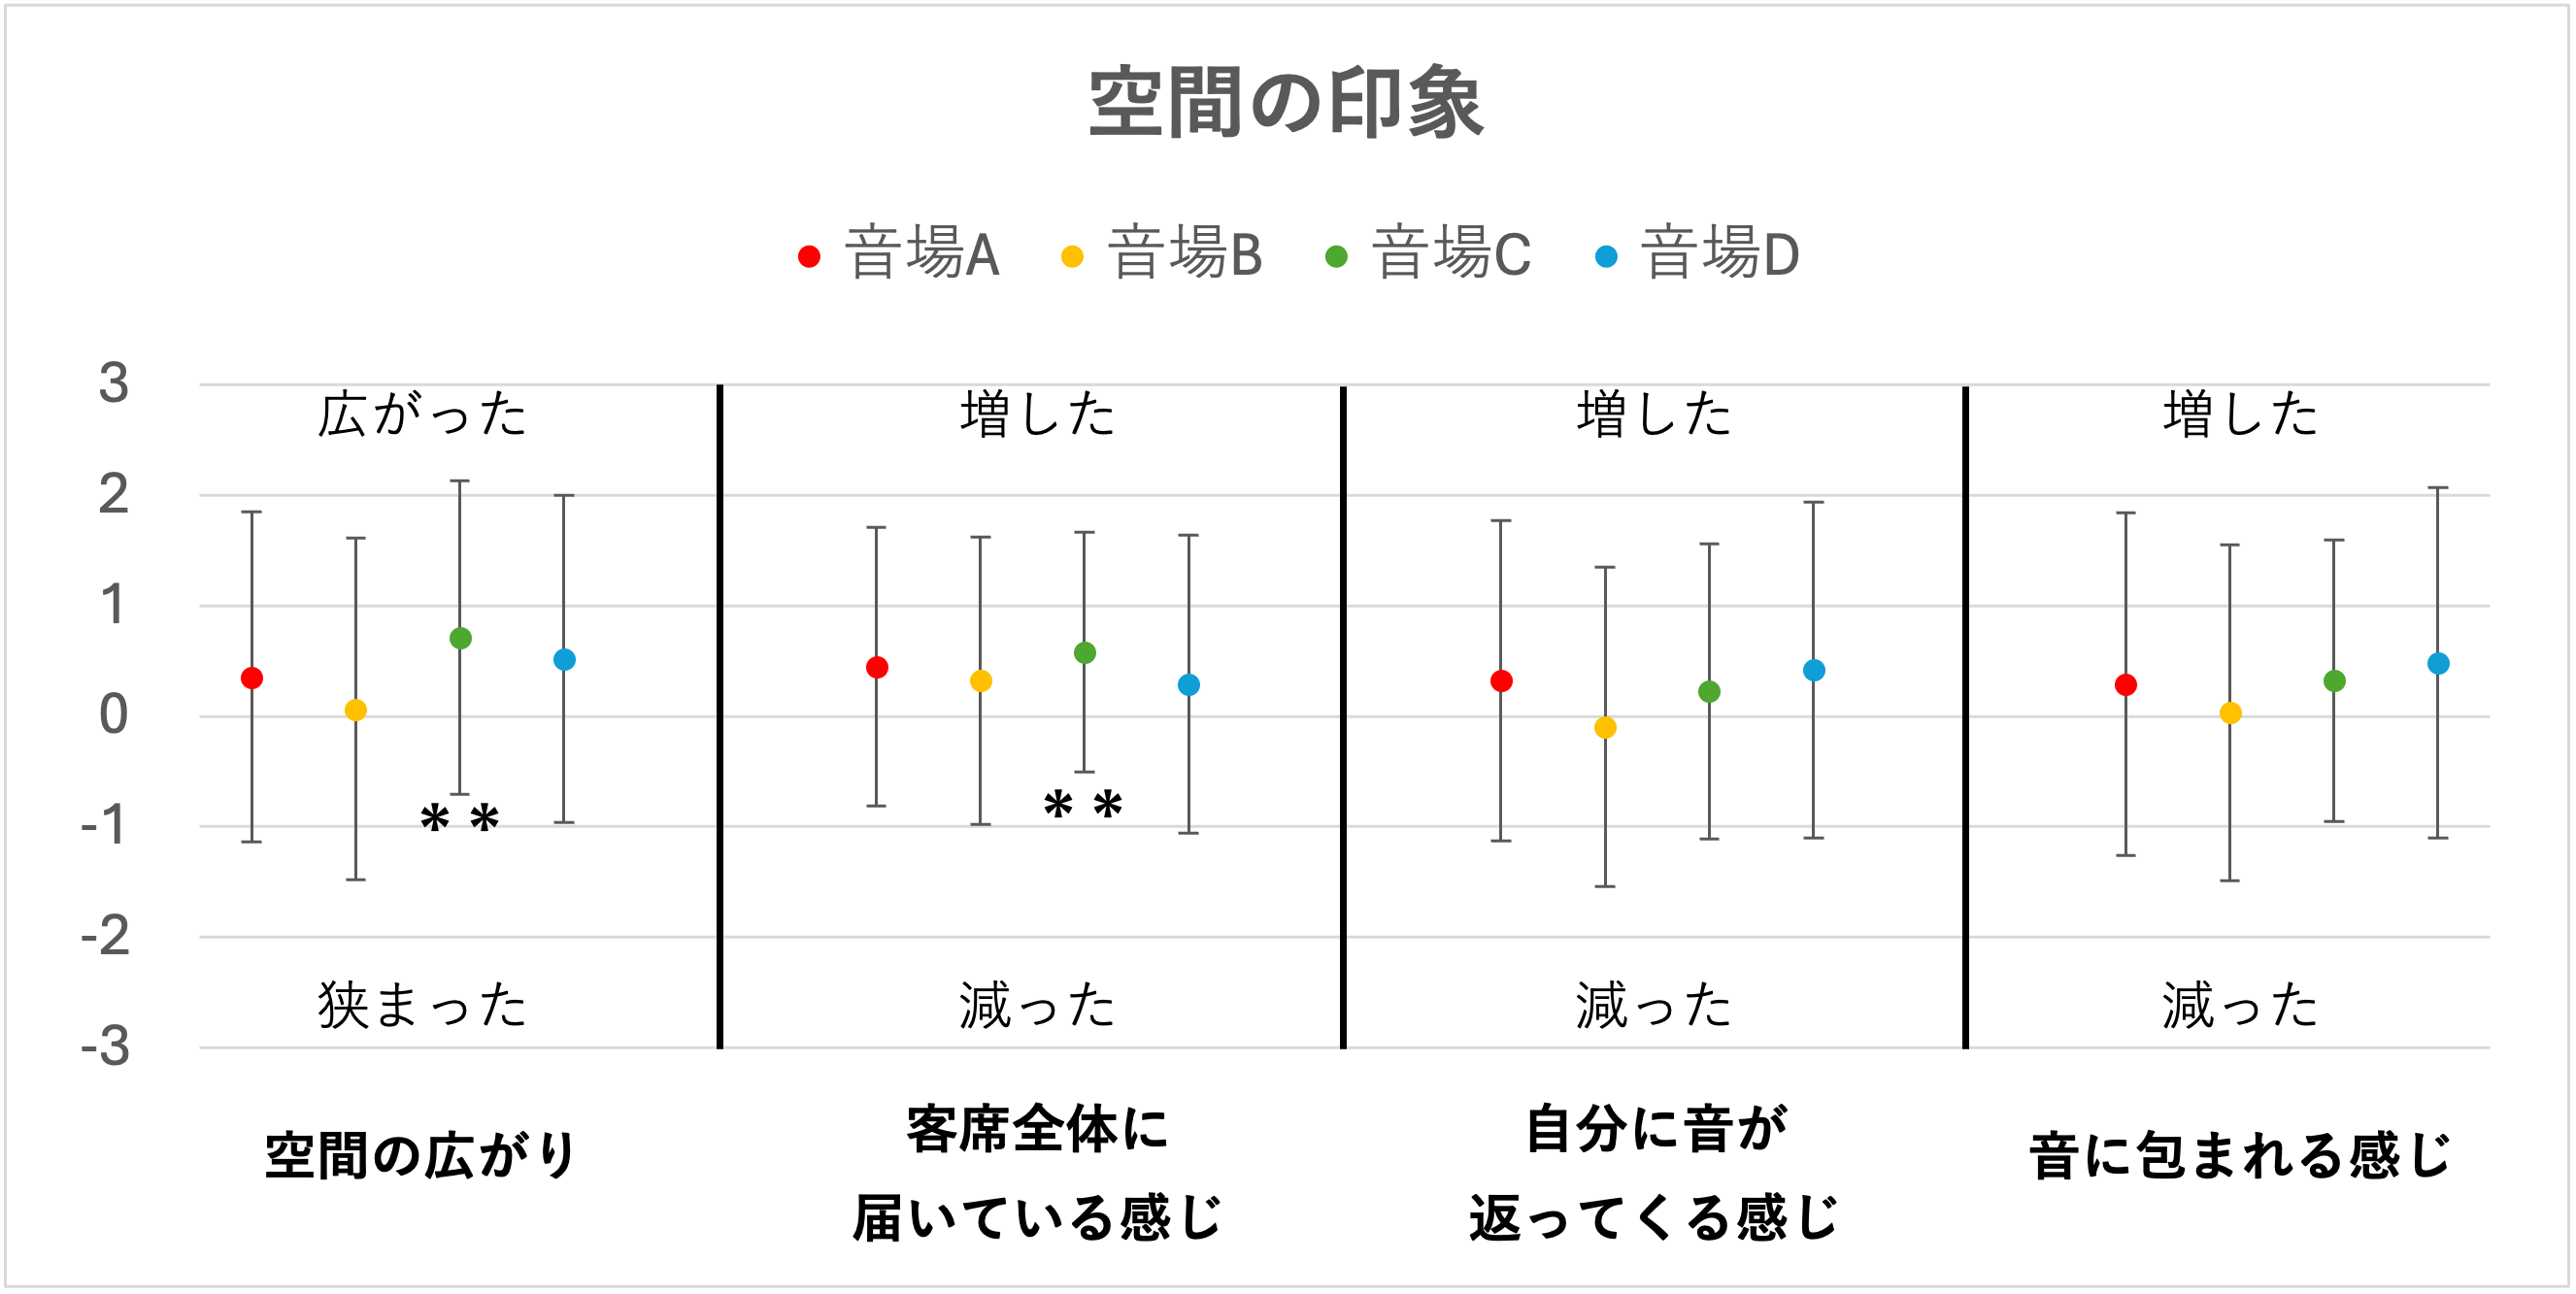 空間の印象
音場A 音場B 音場C 音場D
3
広がった 増した 増した 増した
2
1
0
-1
** **
-2
狭まった 減った 減った 減った
-3
空間の広がり
客席全体に
届いている感じ
自分に音が
返ってくる感じ
音に包まれる感じ